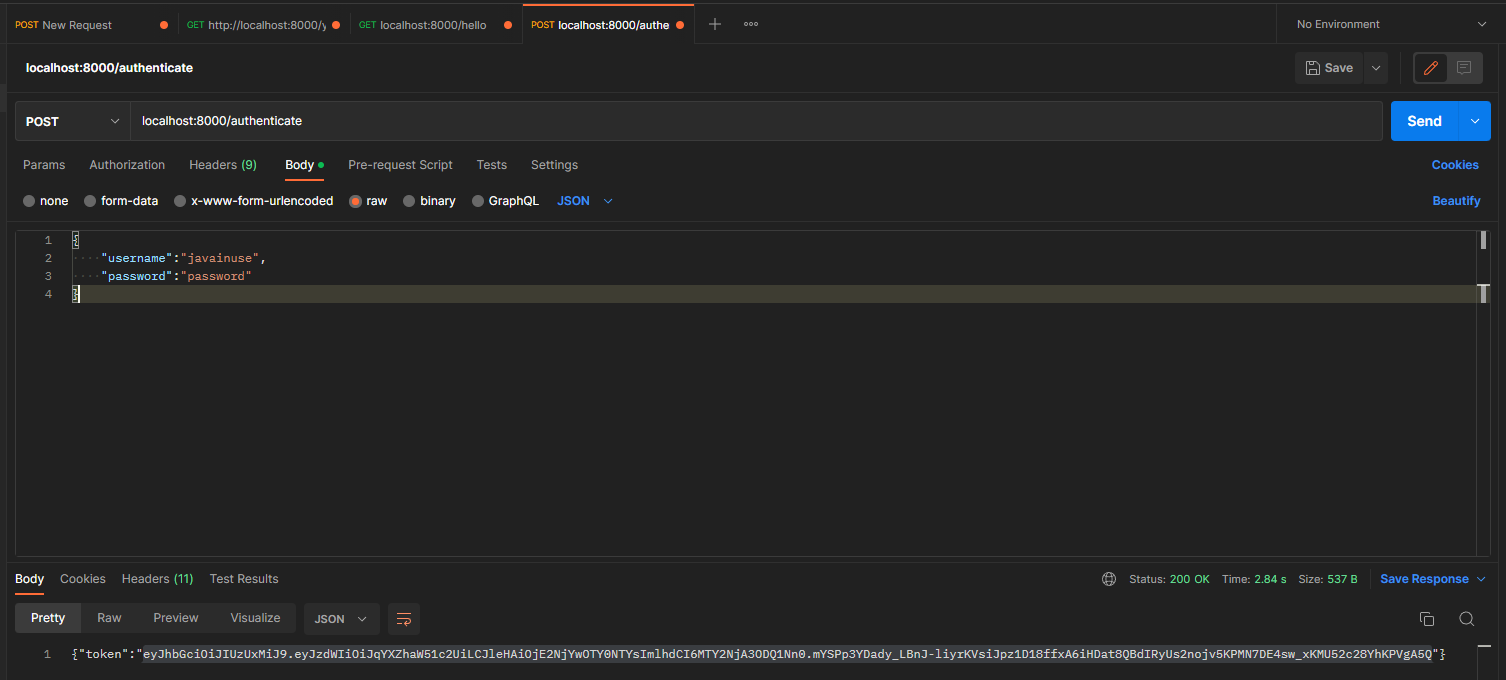 POST New Request GET http://localhost:8000/y GET localhost:8000/hello POST localhost:8000/authe No Environment
localhost:8000/authenticate Save
POST localhost:8000/authenticate Send
Params Authorization Headers (9) Body Pre-request Script Tests Settings Cookies
none form-data x-www-form-urlencoded raw binary GraphQL JSON Beautify
1 {
2 "username":"javainuse",
3 "password":"password"
4 }
Body Cookies Headers (11) Test Results Status: 200 OK Time: 2.84 s Size: 537 B Save Response
Pretty Raw Preview Visualize JSON
1 {"token":"eyJhbGciOiJIUzUxMiJ9.eyJzdWIiOiJqYXZhaW51c2UiLCJleHAiOjE2NjYwOTY0NTYsImlhdCI6MTY2NjA3ODQ1Nn0.mYSPp3YDady_LBnJ-liyrKVsiJpz1D18ffxA6iHDat8QBdIRyUs2nojv5KPMN7DE4sw_xKMU52c28YhKPVgA5Q"}